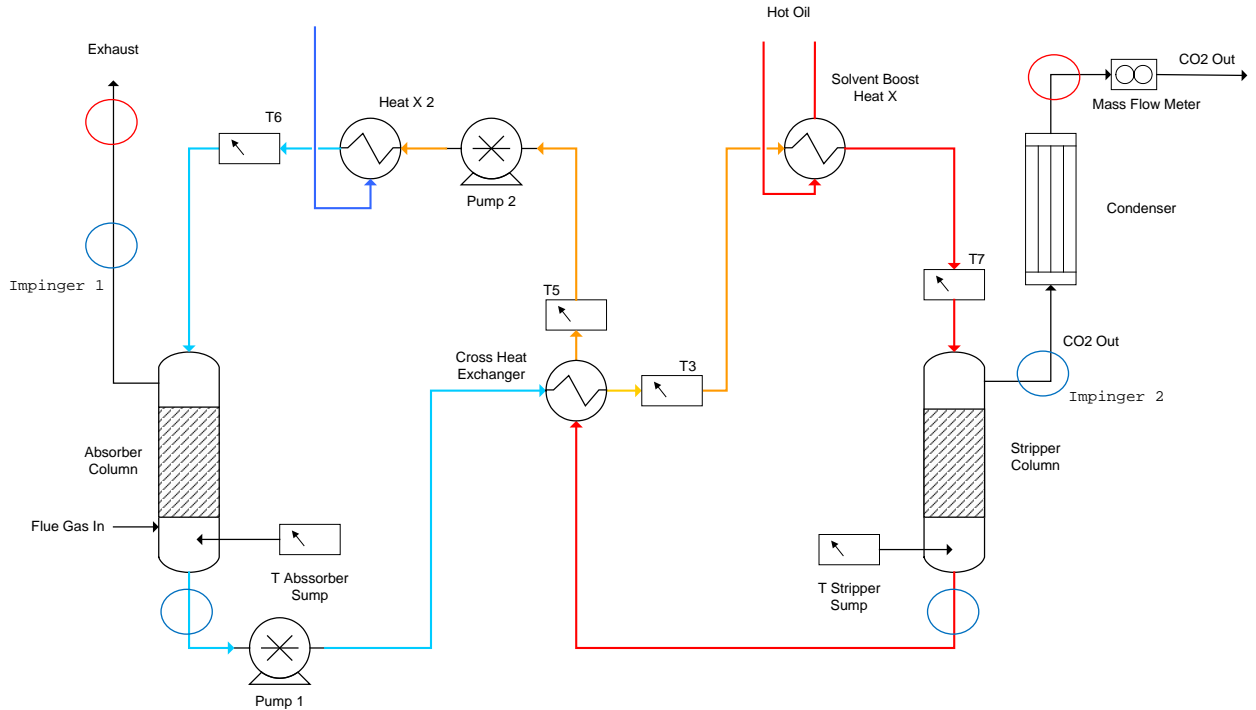 Hot Oil
Exhaust
CO2 Out
Solvent Boost
Heat X
Heat X 2
Mass Flow Meter
T6
Pump 2
Condenser
T7
Impinger 1
T5
CO2 Out
Cross Heat
Exchanger
T3
Impinger 2
Absorber
Column
Stripper
Column
Flue Gas In
T Abssorber
Sump
T Stripper
Sump
Pump 1